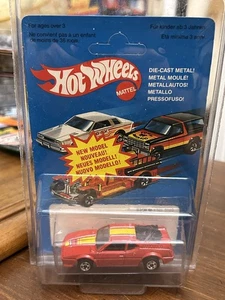 For ages over 3
Ne convient pas à un enfant
de moins de 36 mois
Für Kinder ab 3 Jahren
Età minima 3 anni
Hot Wheels
MATTEL
DIE-CAST METAL!
METAL MOULE!
METALLAUTOS!
METALLO
PRESSOFUSO!
NEW MODEL
NOUVEAU!
NEUES MODELL!
NUOVO MODELLO!